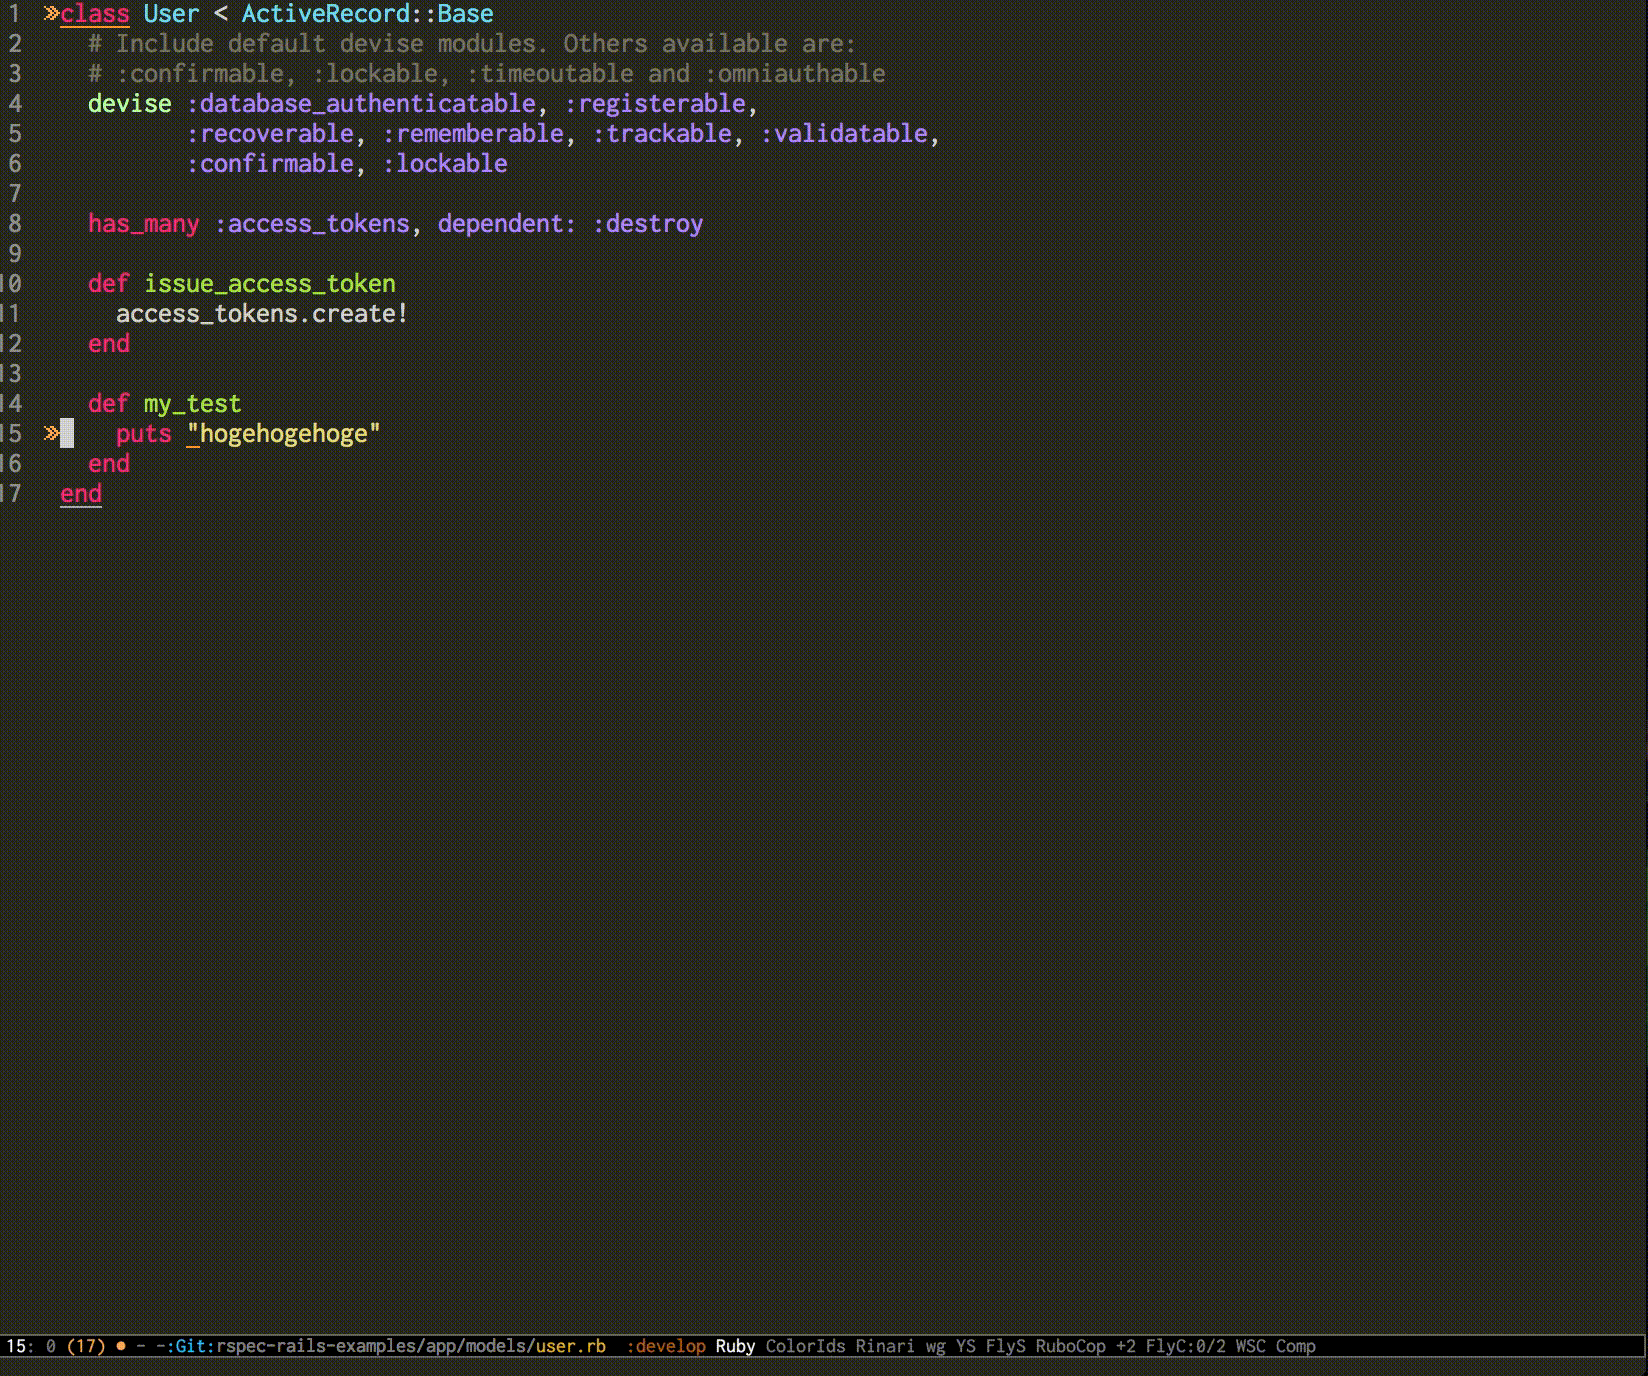 1 »class User < ActiveRecord::Base
2     # Include default devise modules. Others available are:
3     # :confirmable, :lockable, :timeoutable and :omniauthable
4     devise :database_authenticatable, :registerable,
5            :recoverable, :rememberable, :trackable, :validatable,
6            :confirmable, :lockable
7
8     has_many :access_tokens, dependent: :destroy
9
10    def issue_access_token
11      access_tokens.create!
12    end
13
14    def my_test
15 »    puts "hogehogehoge"
16    end
17  end
15: 0 (17) ● - -:Git:rspec-rails-examples/app/models/user.rb  :develop Ruby ColorIds Rinari wg YS FlyS RuboCop +2 FlyC:0/2 WSC Comp